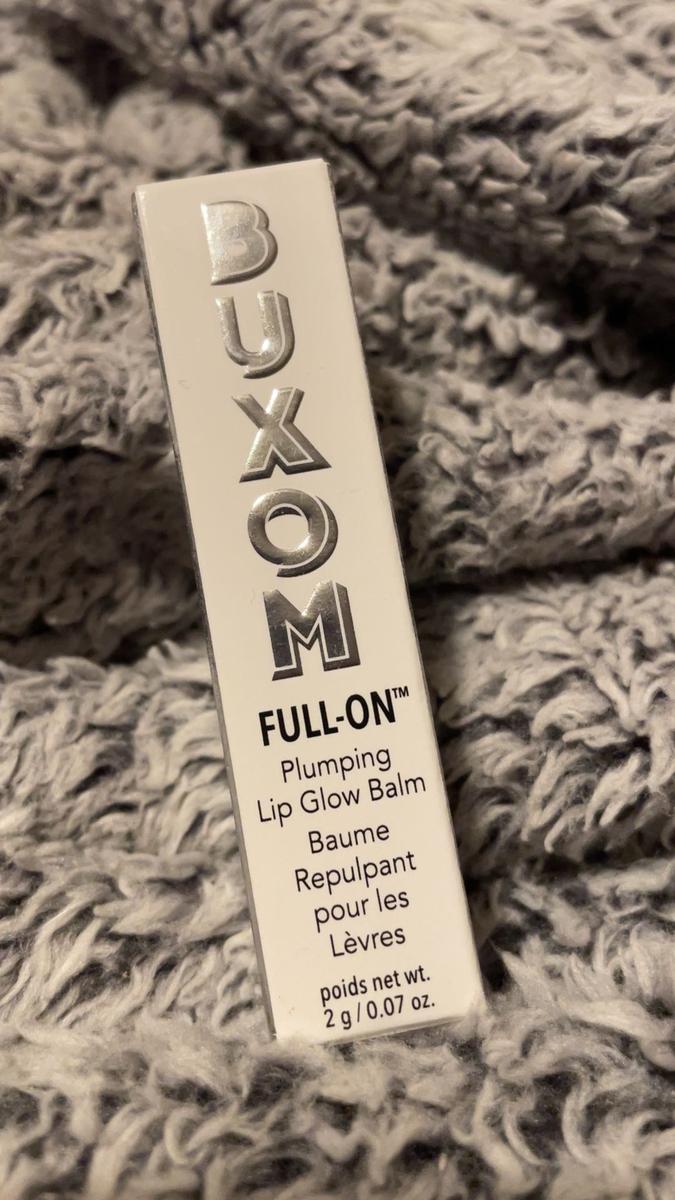 BUXOM
FULL-ON™
Plumping
Lip Glow Balm
Baume
Repulpant
pour les
Lèvres
poids net wt.
2 g / 0.07 oz.